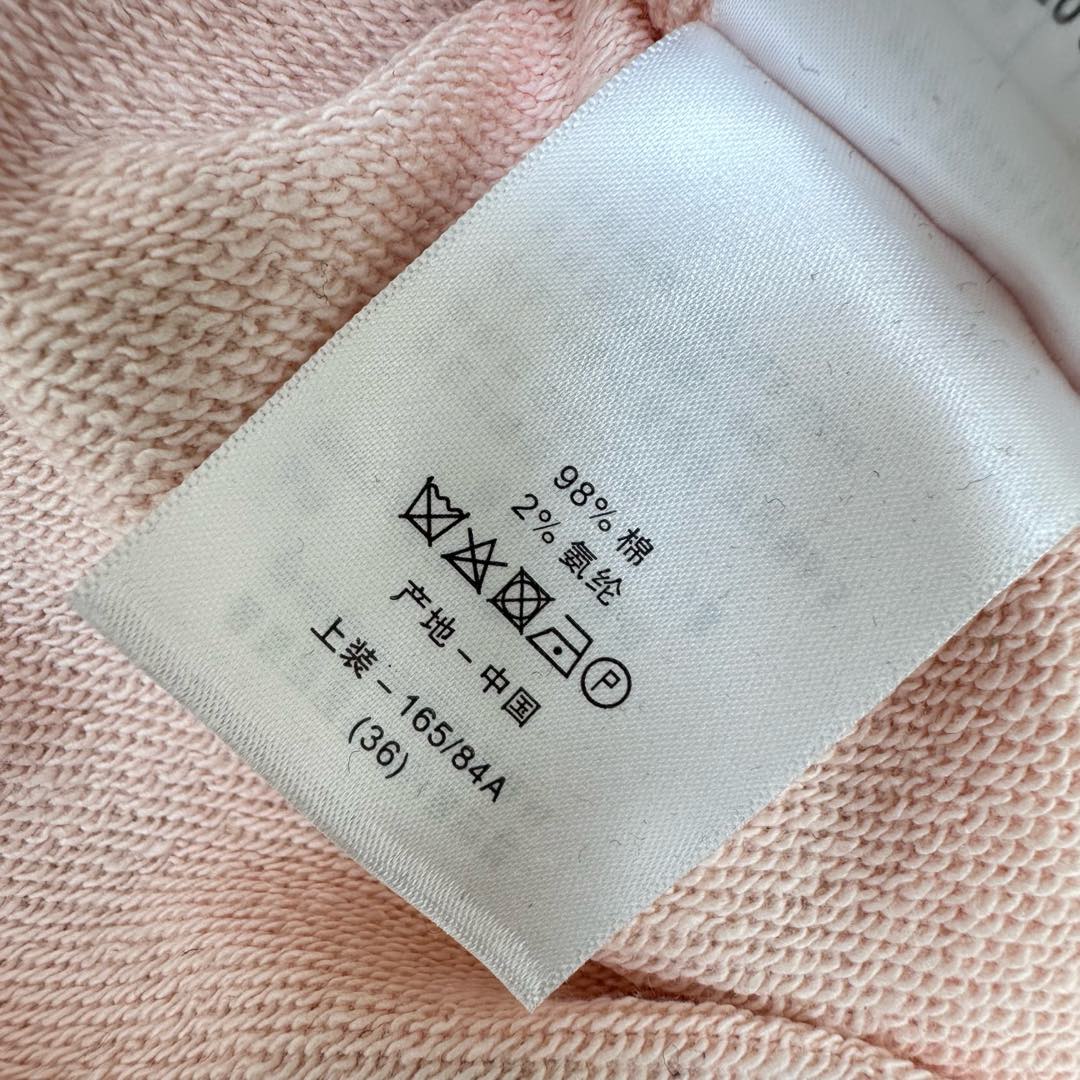 98% 棉
2% 氨纶
P
产地 - 中国
上装 - 165/84A
(36)